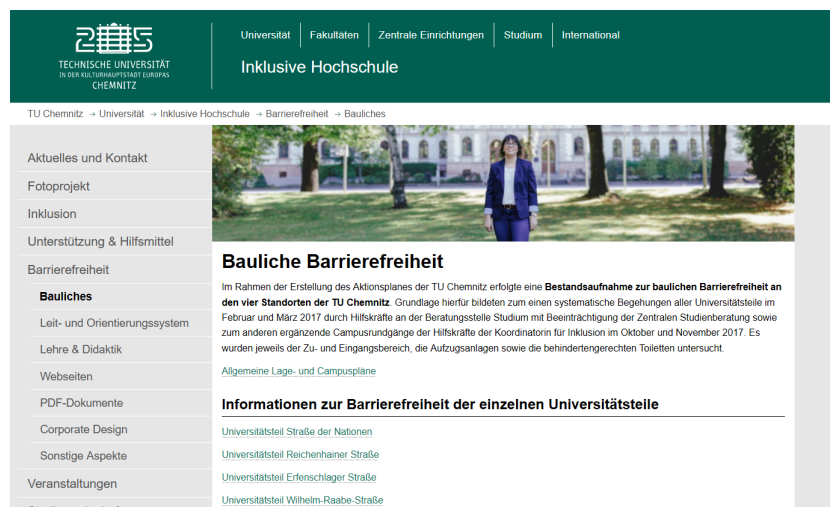 TECHNISCHE UNIVERSITÄT
IN DER KULTURHAUPTSTADT EUROPAS
CHEMNITZ
Universität
Fakultäten
Zentrale Einrichtungen
Studium
International
Inklusive Hochschule
TU Chemnitz → Universität → Inklusive Hochschule → Barrierefreiheit → Bauliches
Aktuelles und Kontakt
Fotoprojekt
Inklusion
Unterstützung & Hilfsmittel
Barrierefreiheit
Bauliches
Leit- und Orientierungssystem
Lehre & Didaktik
Webseiten
PDF-Dokumente
Corporate Design
Sonstige Aspekte
Veranstaltungen
Bauliche Barrierefreiheit
Im Rahmen der Erstellung des Aktionsplanes der TU Chemnitz erfolgte eine Bestandsaufnahme zur baulichen Barrierefreiheit an
den vier Standorten der TU Chemnitz. Grundlage hierfür bildeten zum einen systematische Begehungen aller Universitätsteile im
Februar und März 2017 durch Hilfskräfte an der Beratungsstelle Studium mit Beeinträchtigung der Zentralen Studienberatung sowie
zum anderen ergänzende Campusrundgänge der Hilfskräfte der Koordinatorin für Inklusion im Oktober und November 2017. Es
wurden jeweils der Zu- und Eingangsbereich, die Aufzugsanlagen sowie die behindertengerechten Toiletten untersucht.
Allgemeine Lage- und Campuspläne
Informationen zur Barrierefreiheit der einzelnen Universitätsteile
Universitätsteil Straße der Nationen
Universitätsteil Reichenhainer Straße
Universitätsteil Erfenschlager Straße
Universitätsteil Wilhelm-Raabe-Straße